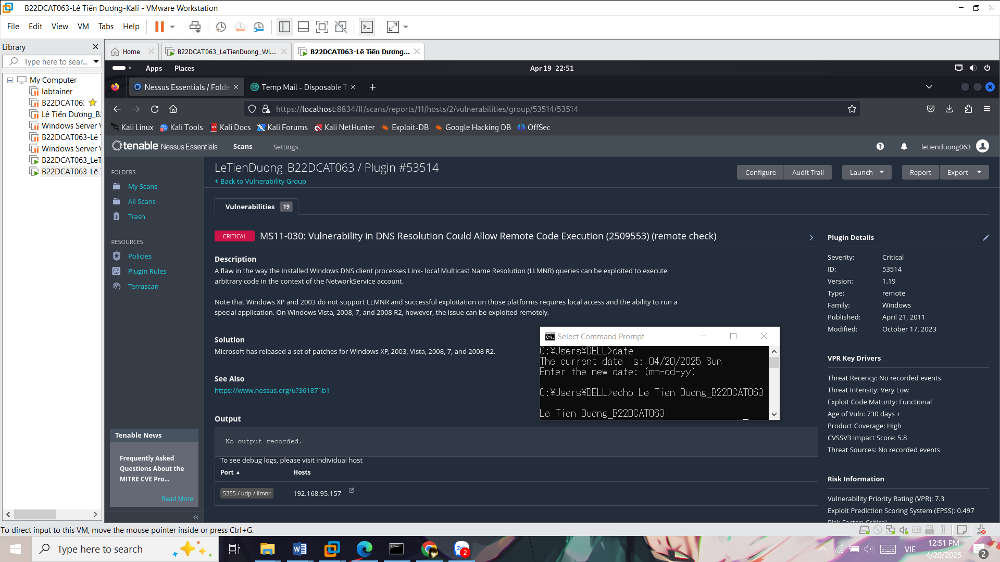 B22DCAT063-Lê Tiến Dương-Kali - VMware Workstation
File Edit View VM Tabs Help
Library
Type here to sear...
My Computer
labtainer
B22DCAT063
Lê Tiến Dương_B2
Windows Server V
B22DCAT063-Lê
Windows Server V
B22DCAT063_LeT
B22DCAT063-Lê
Home
B22DCAT063_LeTienDuong_Wi...
B22DCAT063-Lê Tiến Dương...
Apps Places
Apr 19 22:51
Nessus Essentials / Folde
Temp Mail - Disposable T
https://localhost:8834/#/scans/reports/11/hosts/2/vulnerabilities/group/53514/53514
Kali Linux Kali Tools Kali Docs Kali Forums Kali NetHunter Exploit-DB Google Hacking DB OffSec
tenable Nessus Essentials Scans Settings
letienduong063
FOLDERS
My Scans
All Scans
Trash
RESOURCES
Policies
Plugin Rules
Terrascan
Tenable News
Frequently Asked
Questions About the
MITRE CVE Pro...
Read More
LeTienDuong_B22DCAT063 / Plugin #53514
Back to Vulnerability Group
Configure Audit Trail Launch Report Export
Vulnerabilities 19
CRITICAL MS11-030: Vulnerability in DNS Resolution Could Allow Remote Code Execution (2509553) (remote check)
Description
A flaw in the way the installed Windows DNS client processes Link- local Multicast Name Resolution (LLMNR) queries can be exploited to execute
arbitrary code in the context of the NetworkService account.
Note that Windows XP and 2003 do not support LLMNR and successful exploitation on those platforms requires local access and the ability to run a
special application. On Windows Vista, 2008, 7, and 2008 R2, however, the issue can be exploited remotely.
Solution
Microsoft has released a set of patches for Windows XP, 2003, Vista, 2008, 7, and 2008 R2.
See Also
https://www.nessus.org/u?361871b1
Output
No output recorded.
To see debug logs, please visit individual host
Port Hosts
5355 / udp / llmnr 192.168.95.157
Select Command Prompt
C:¥Users¥DELL>date
The current date is: 04/20/2025 Sun
Enter the new date: (mm-dd-yy)
C:¥Users¥DELL>echo Le Tien Duong_B22DCAT063
Le Tien Duong_B22DCAT063
Plugin Details
Severity: Critical
ID: 53514
Version: 1.19
Type: remote
Family: Windows
Published: April 21, 2011
Modified: October 17, 2023
VPR Key Drivers
Threat Recency: No recorded events
Threat Intensity: Very Low
Exploit Code Maturity: Functional
Age of Vuln: 730 days +
Product Coverage: High
CVSSV3 Impact Score: 5.8
Threat Sources: No recorded events
Risk Information
Vulnerability Priority Rating (VPR): 7.3
Exploit Prediction Scoring System (EPSS): 0.497
Risk Factor: Critical
To direct input to this VM, move the mouse pointer inside or press Ctrl+G.
Type here to search
2
VIE
12:51 PM
4/20/2025
2